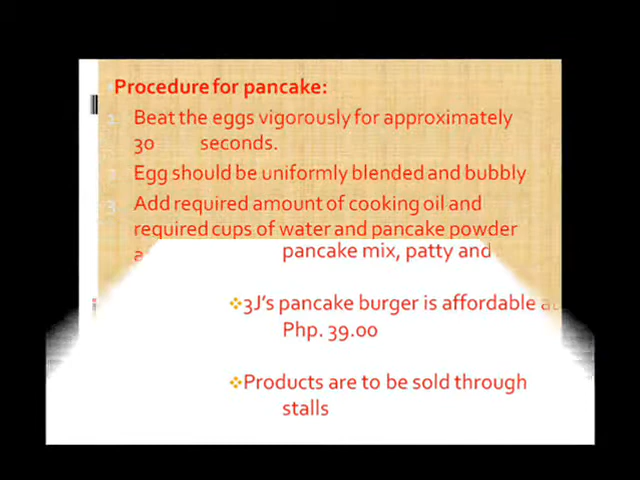 Procedure for pancake:
Beat the eggs vigorously for approximately
30 seconds.
Egg should be uniformly blended and bubbly
3. Add required amount of cooking oil and
required cups of water and pancake powder
pancake mix, patty and
❖3J's pancake burger is affordable at
Php. 39.00
❖Products are to be sold through
stalls